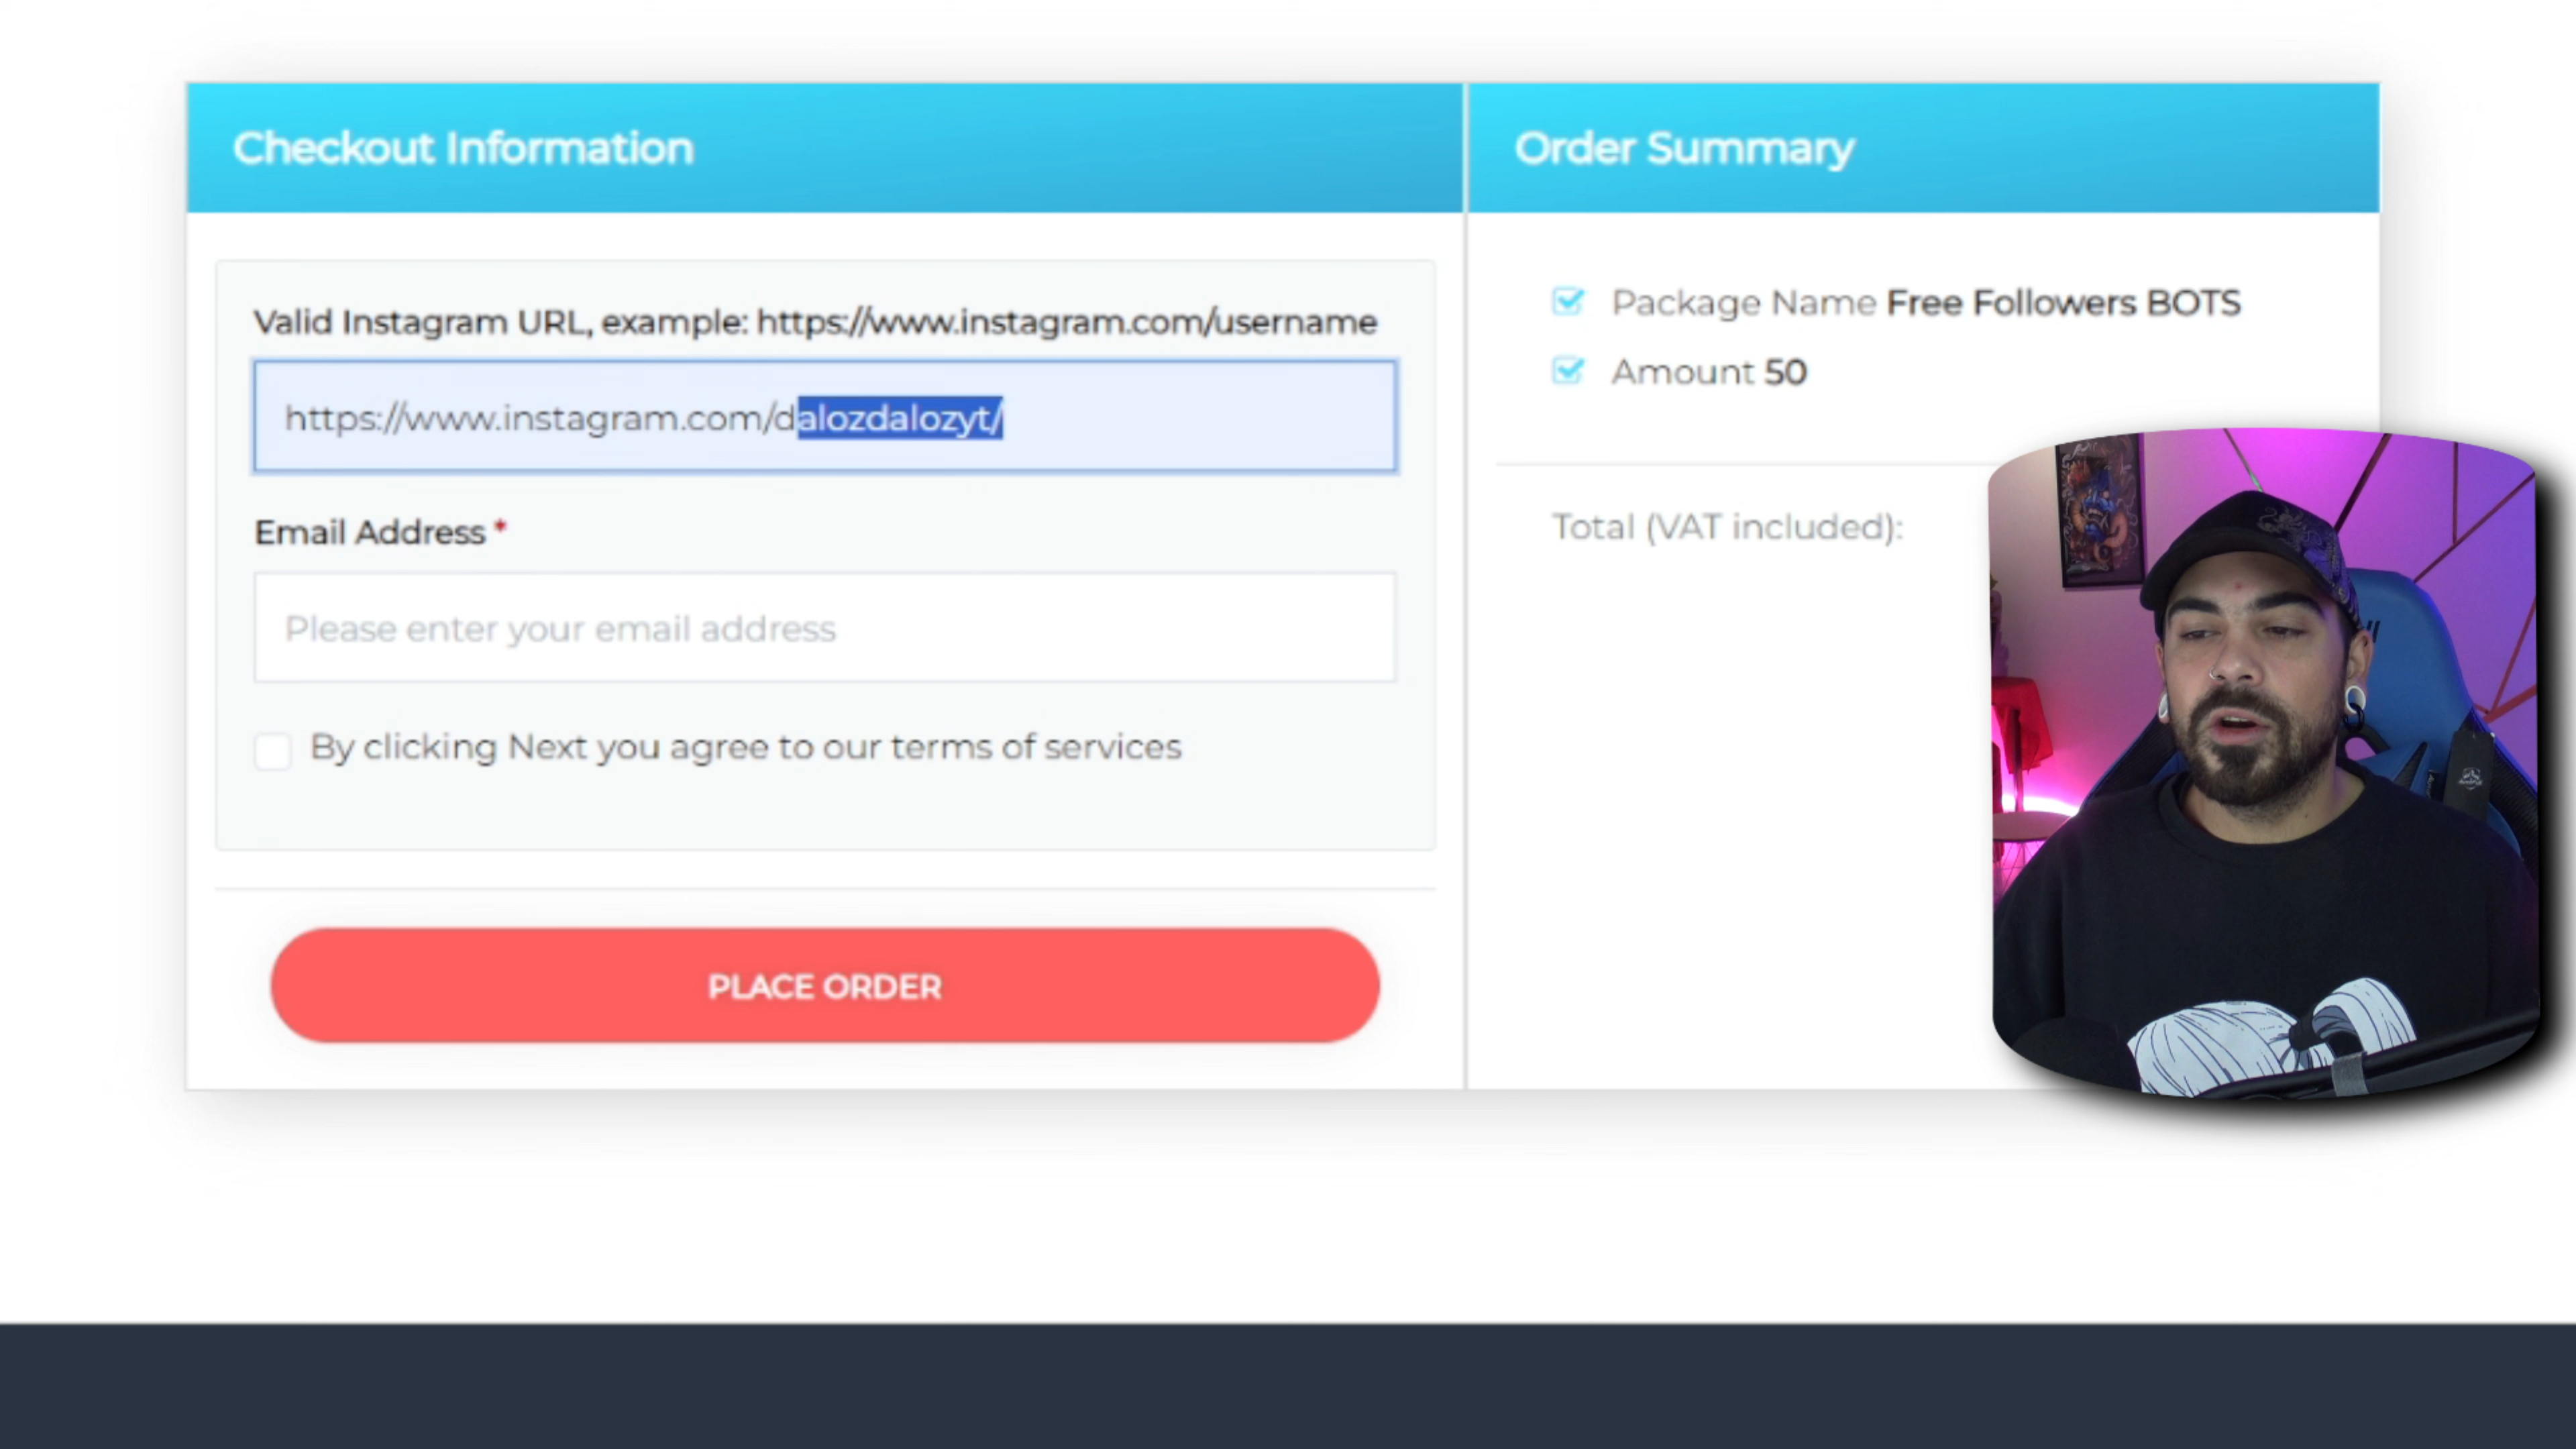 Checkout Information
Valid Instagram URL, example: https://www.instagram.com/username
https://www.instagram.com/dalozdalozyt/
Email Address *
Please enter your email address
By clicking Next you agree to our terms of services
PLACE ORDER
Order Summary
Package Name Free Followers BOTS
Amount 50
Total (VAT included):